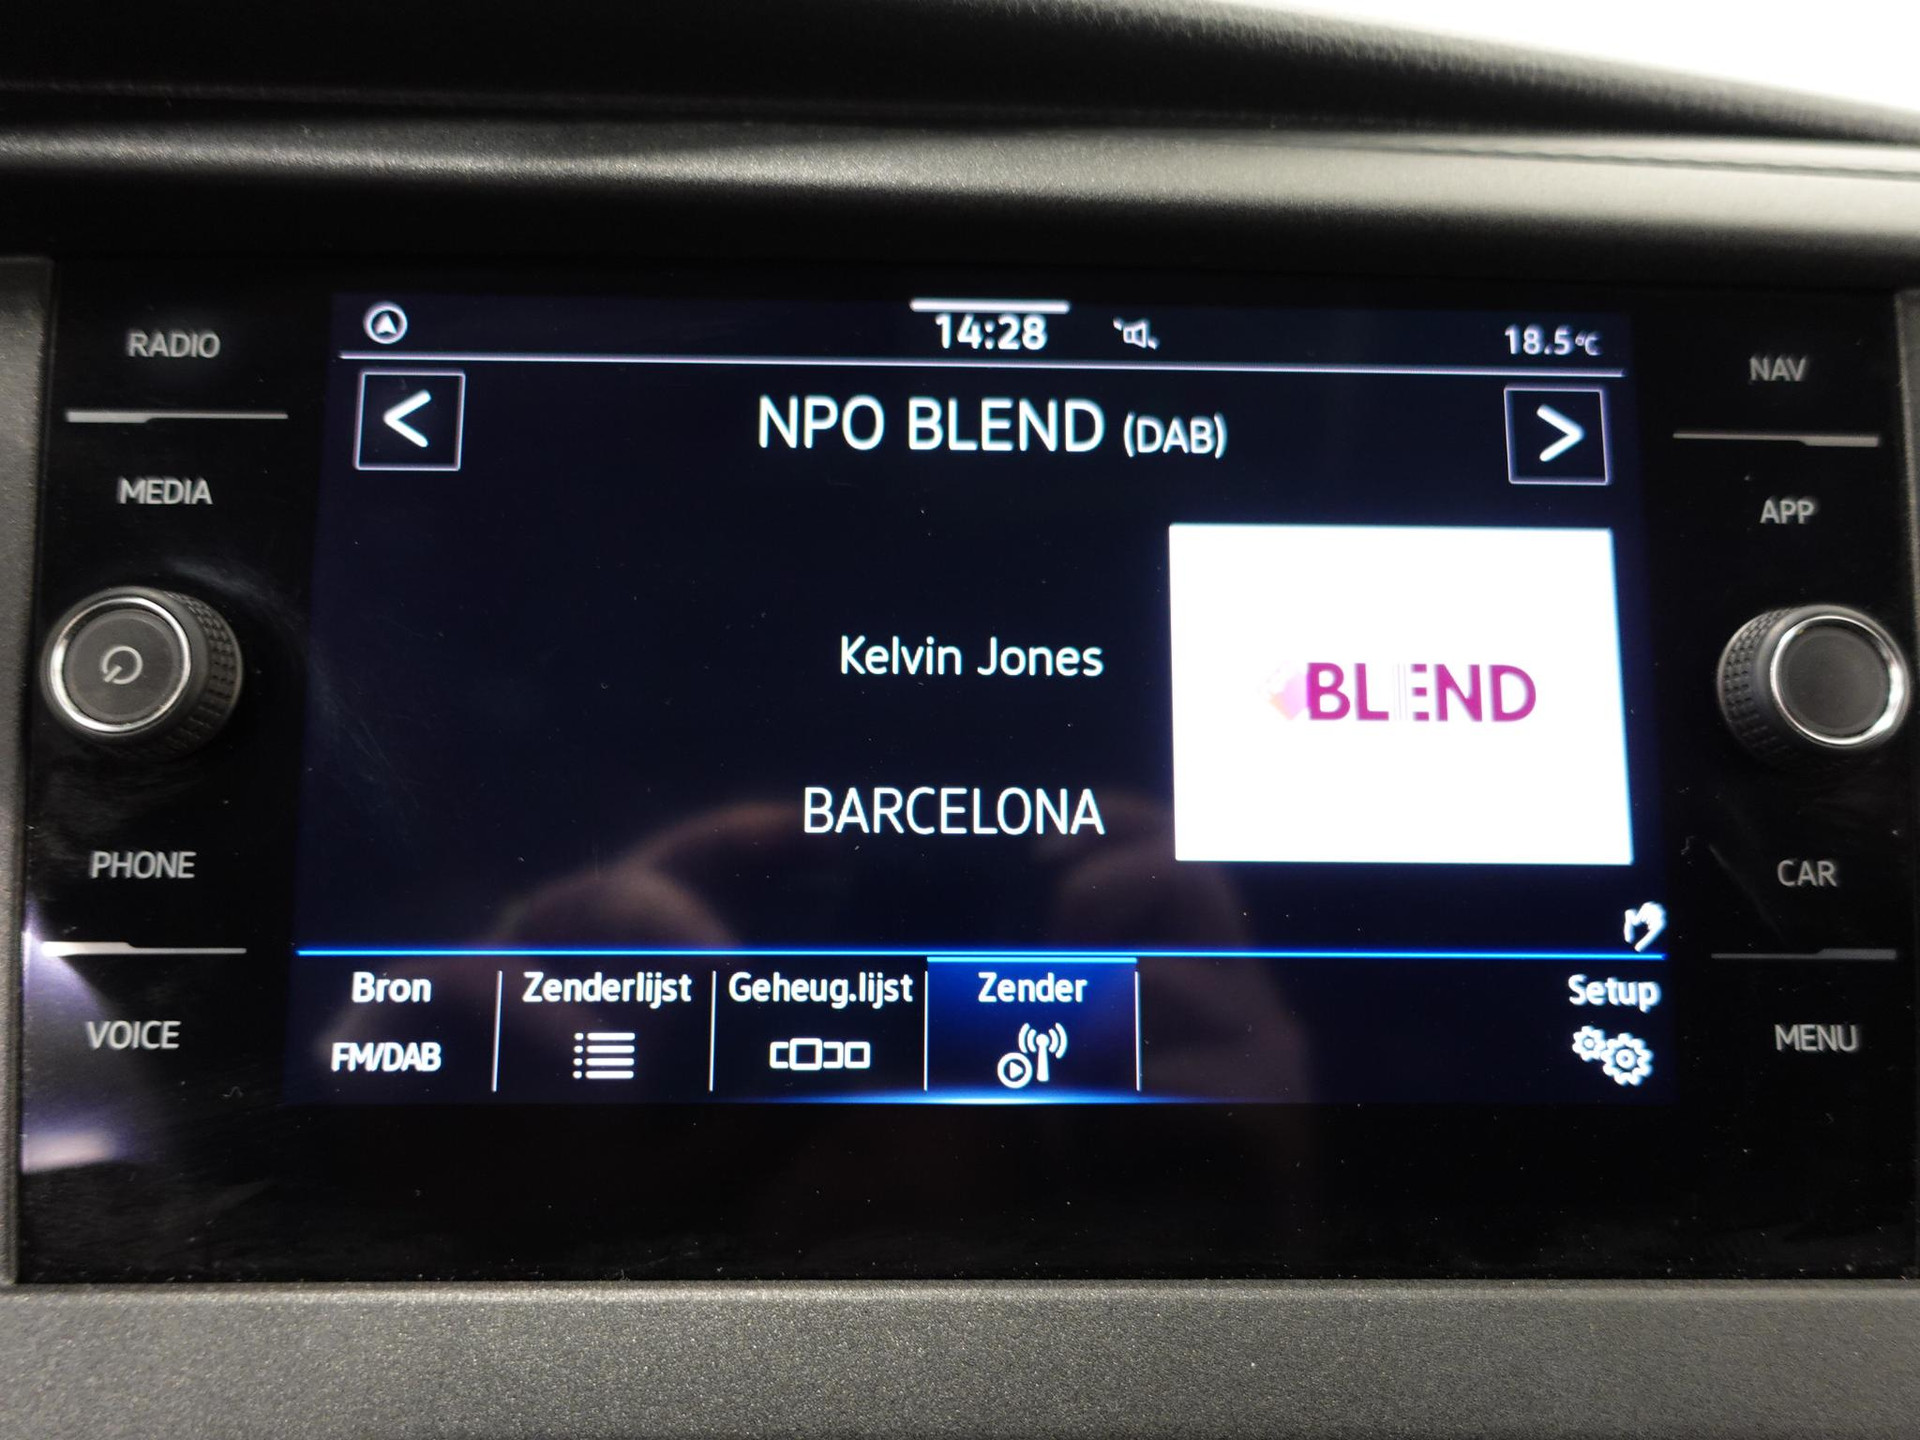 RADIO
MEDIA
PHONE
VOICE
14:28
18.5°C
<
NPO BLEND (DAB)
>
Kelvin Jones
BARCELONA
BLEND
Bron
FM/DAB
Zenderlijst
Geheug.lijst
Zender
Setup
NAV
APP
CAR
MENU